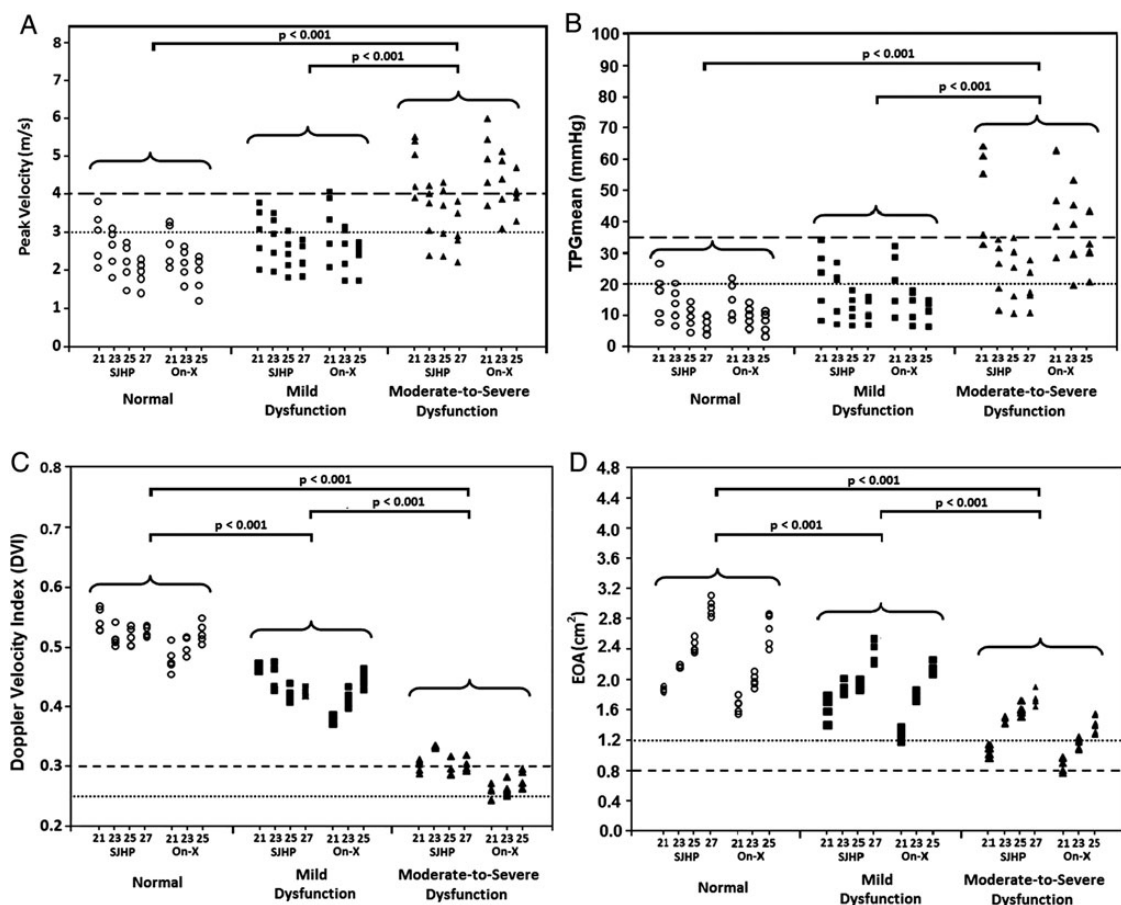 A
Peak Velocity (m/s)
8
7
6
5
4
3
2
1
0
p < 0.001
p < 0.001
21 23 25 27 21 23 25 21 23 25 27 21 23 25 21 23 25 27 21 23 25
SJHP On-X SJHP On-X SJHP On-X
Normal Mild Dysfunction Moderate-to-Severe Dysfunction
B
TPGmean (mmHg)
100
90
80
70
60
50
40
30
20
10
0
p < 0.001
p < 0.001
21 23 25 27 21 23 25 21 23 25 27 21 23 25 21 23 25 27 21 23 25
SJHP On-X SJHP On-X SJHP On-X
Normal Mild Dysfunction Moderate-to-Severe Dysfunction
C
Doppler Velocity Index (DVI)
0.8
0.7
0.6
0.5
0.4
0.3
0.2
p < 0.001
p < 0.001 p < 0.001
21 23 25 27 21 23 25 21 23 25 27 21 23 25 21 23 25 27 21 23 25
SJHP On-X SJHP On-X SJHP On-X
Normal Mild Dysfunction Moderate-to-Severe Dysfunction
D
EOA (cm²)
4.8
4.4
4.0
3.6
3.2
2.8
2.4
2.0
1.6
1.2
0.8
0.4
0.0
p < 0.001
p < 0.001 p < 0.001
21 23 25 27 21 23 25 21 23 25 27 21 23 25 21 23 25 27 21 23 25
SJHP On-X SJHP On-X SJHP On-X
Normal Mild Dysfunction Moderate-to-Severe Dysfunction